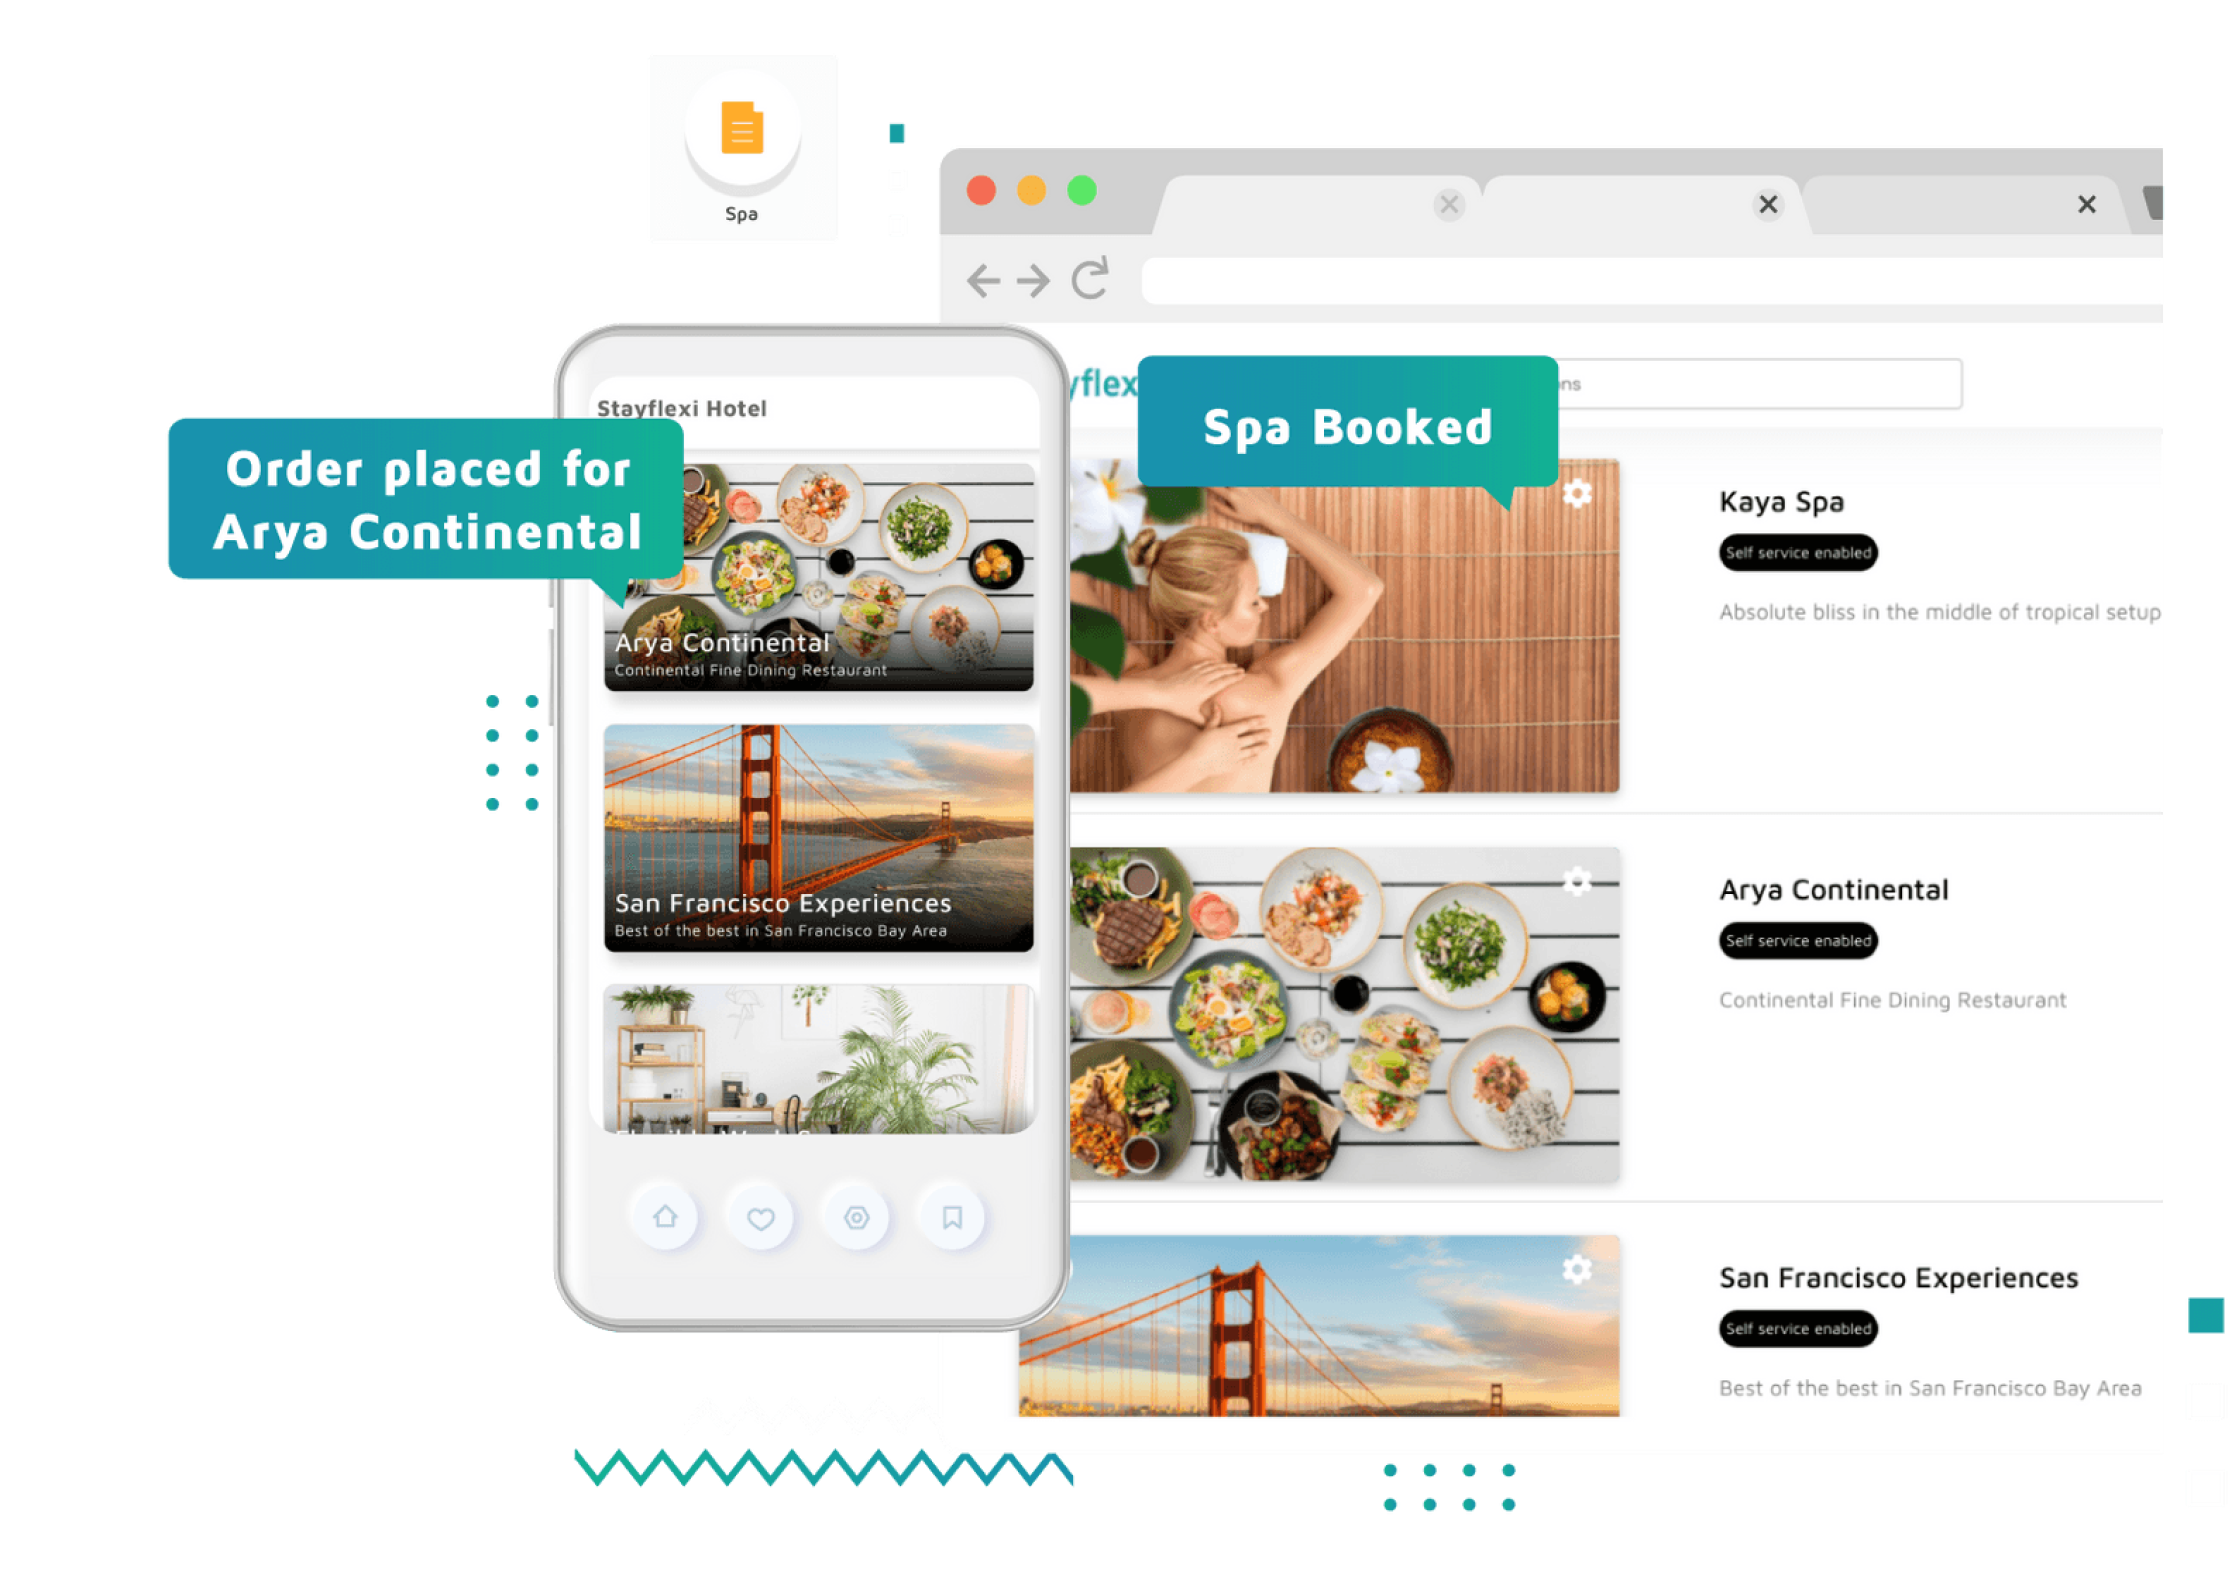 Spa
Stayflexi Hotel
Order placed for
Arya Continental
Arya Continental
Continental Fine Dining Restaurant
San Francisco Experiences
Best of the best in San Francisco Bay Area
yflex
Spa Booked
ns
Kaya Spa
Self service enabled
Absolute bliss in the middle of tropical setup
Arya Continental
Self service enabled
Continental Fine Dining Restaurant
San Francisco Experiences
Self service enabled
Best of the best in San Francisco Bay Area